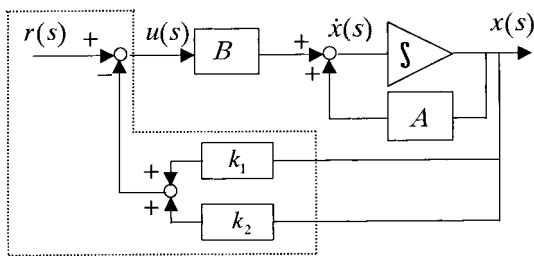 r(s) + u(s) B + ẋ(s) ∫ x(s)
− +
A
+ k₁
+ k₂